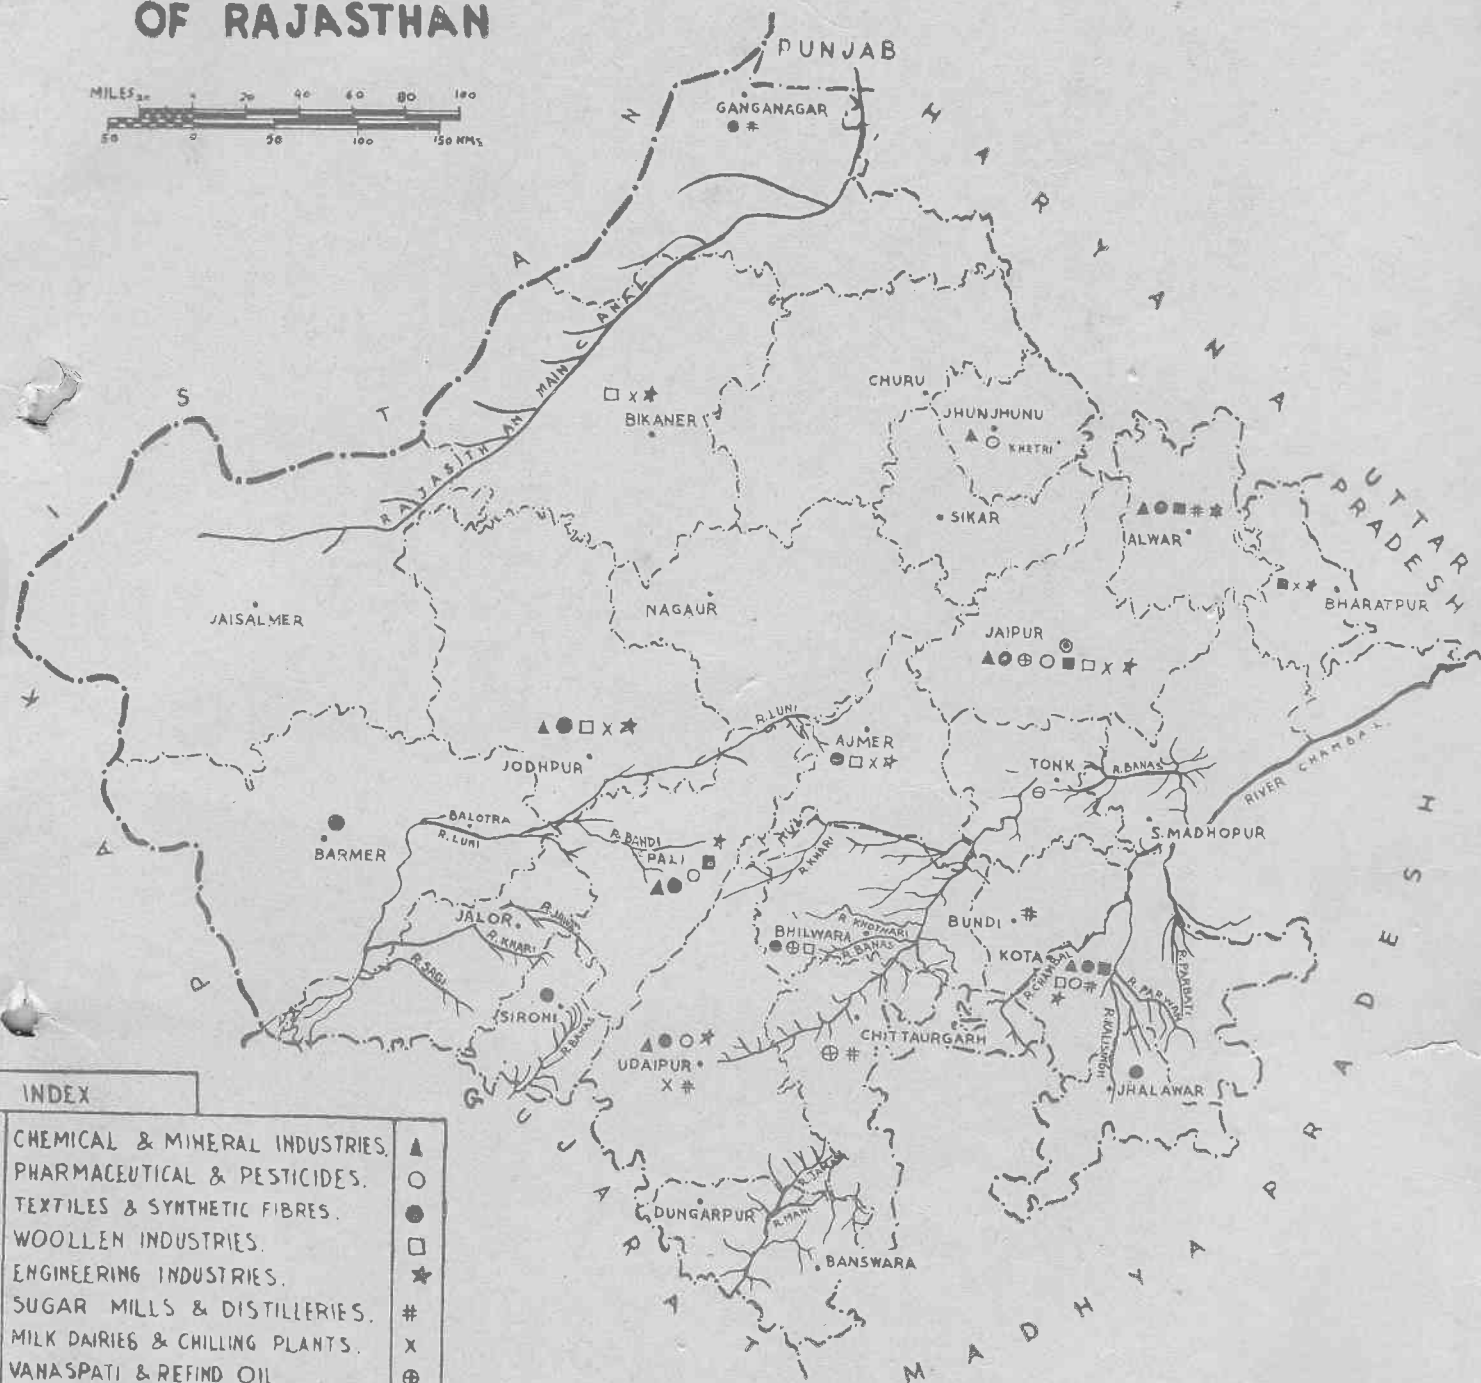 OF RAJASTHAN
MILES 20 0 20 40 60 80 100
50 0 50 100 150 KMS
PUNJAB
GANGANAGAR
HARYANA
PAKISTAN
RAJASITHAN MAIN CANAL
CHURU
JHUNJHUNU
KHETRI
BIKANER
SIKAR
UTTAR
PRADESH
ALWAR
JAISALMER
NAGAUR
BHARATPUR
JAIPUR
R.LUNI
AJMER
JODHPUR
TONK
R.BANAS
RIVER CHAMBAL
BALOTRA
R.LUNI
R.BANDI
S.MADHOPUR
BARMER
PALI
R.KHARI
JALOR
R.KHARI
R.SAGI
R.KHOTHARI
BHILWARA
R.BANAS
BUNDI
KOTA
R.CHAMBAL
R.PARBATI
R.PARWAN
R.KALISINDH
SIROHI
R.BANAS
UDAIPUR
CHITTAURGARH
JHALAWAR
GUJARAT
DUNGARPUR
R.MAHI
BANSWARA
MADHYA PRADESH
INDEX
CHEMICAL & MINERAL INDUSTRIES.
PHARMACEUTICAL & PESTICIDES.
TEXTILES & SYNTHETIC FIBRES.
WOOLLEN INDUSTRIES.
ENGINEERING INDUSTRIES.
SUGAR MILLS & DISTILLERIES. #
MILK DAIRIES & CHILLING PLANTS. X
VANASPATI & REFIND OIL